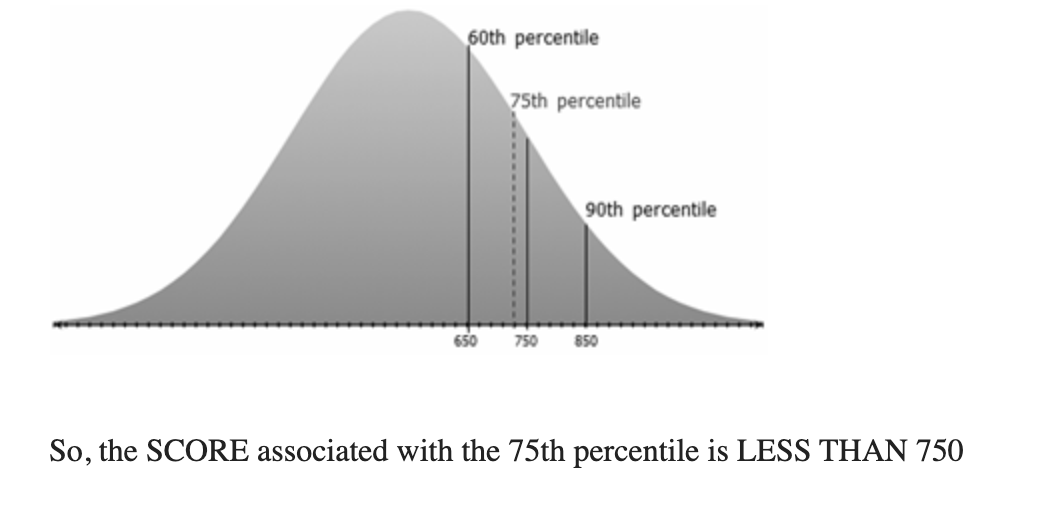 60th percentile
75th percentile
90th percentile
650 750 850
So, the SCORE associated with the 75th percentile is LESS THAN 750